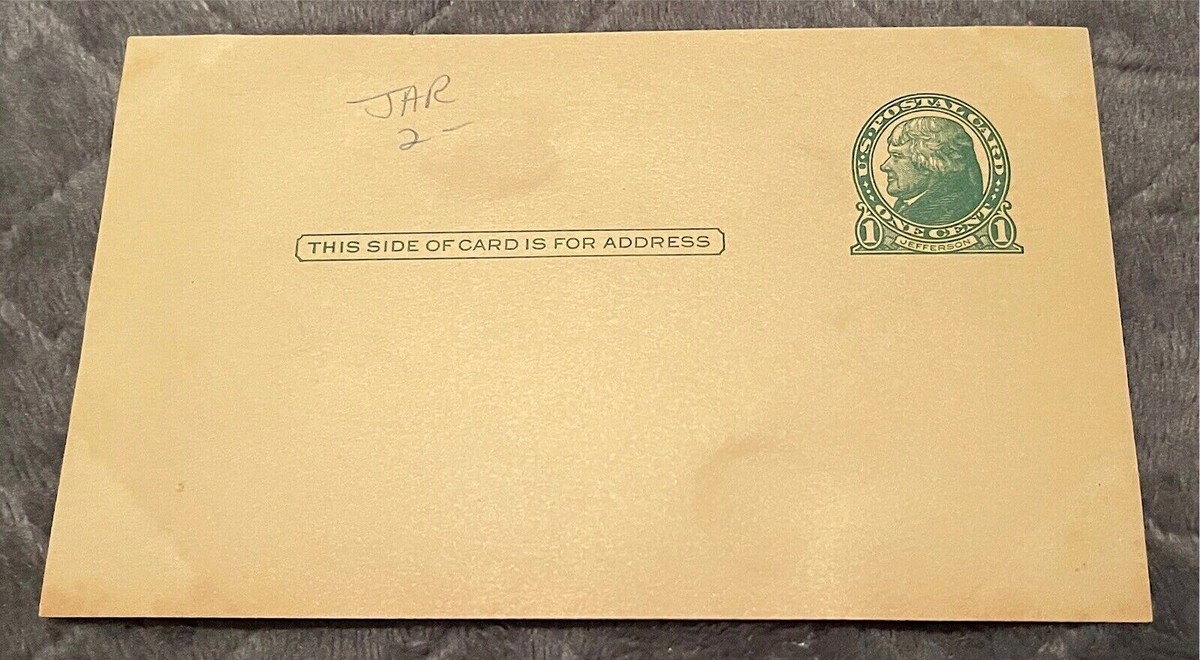 JAR
2-
U.S. POSTAL CARD
ONE CENT
1 JEFFERSON 1
THIS SIDE OF CARD IS FOR ADDRESS